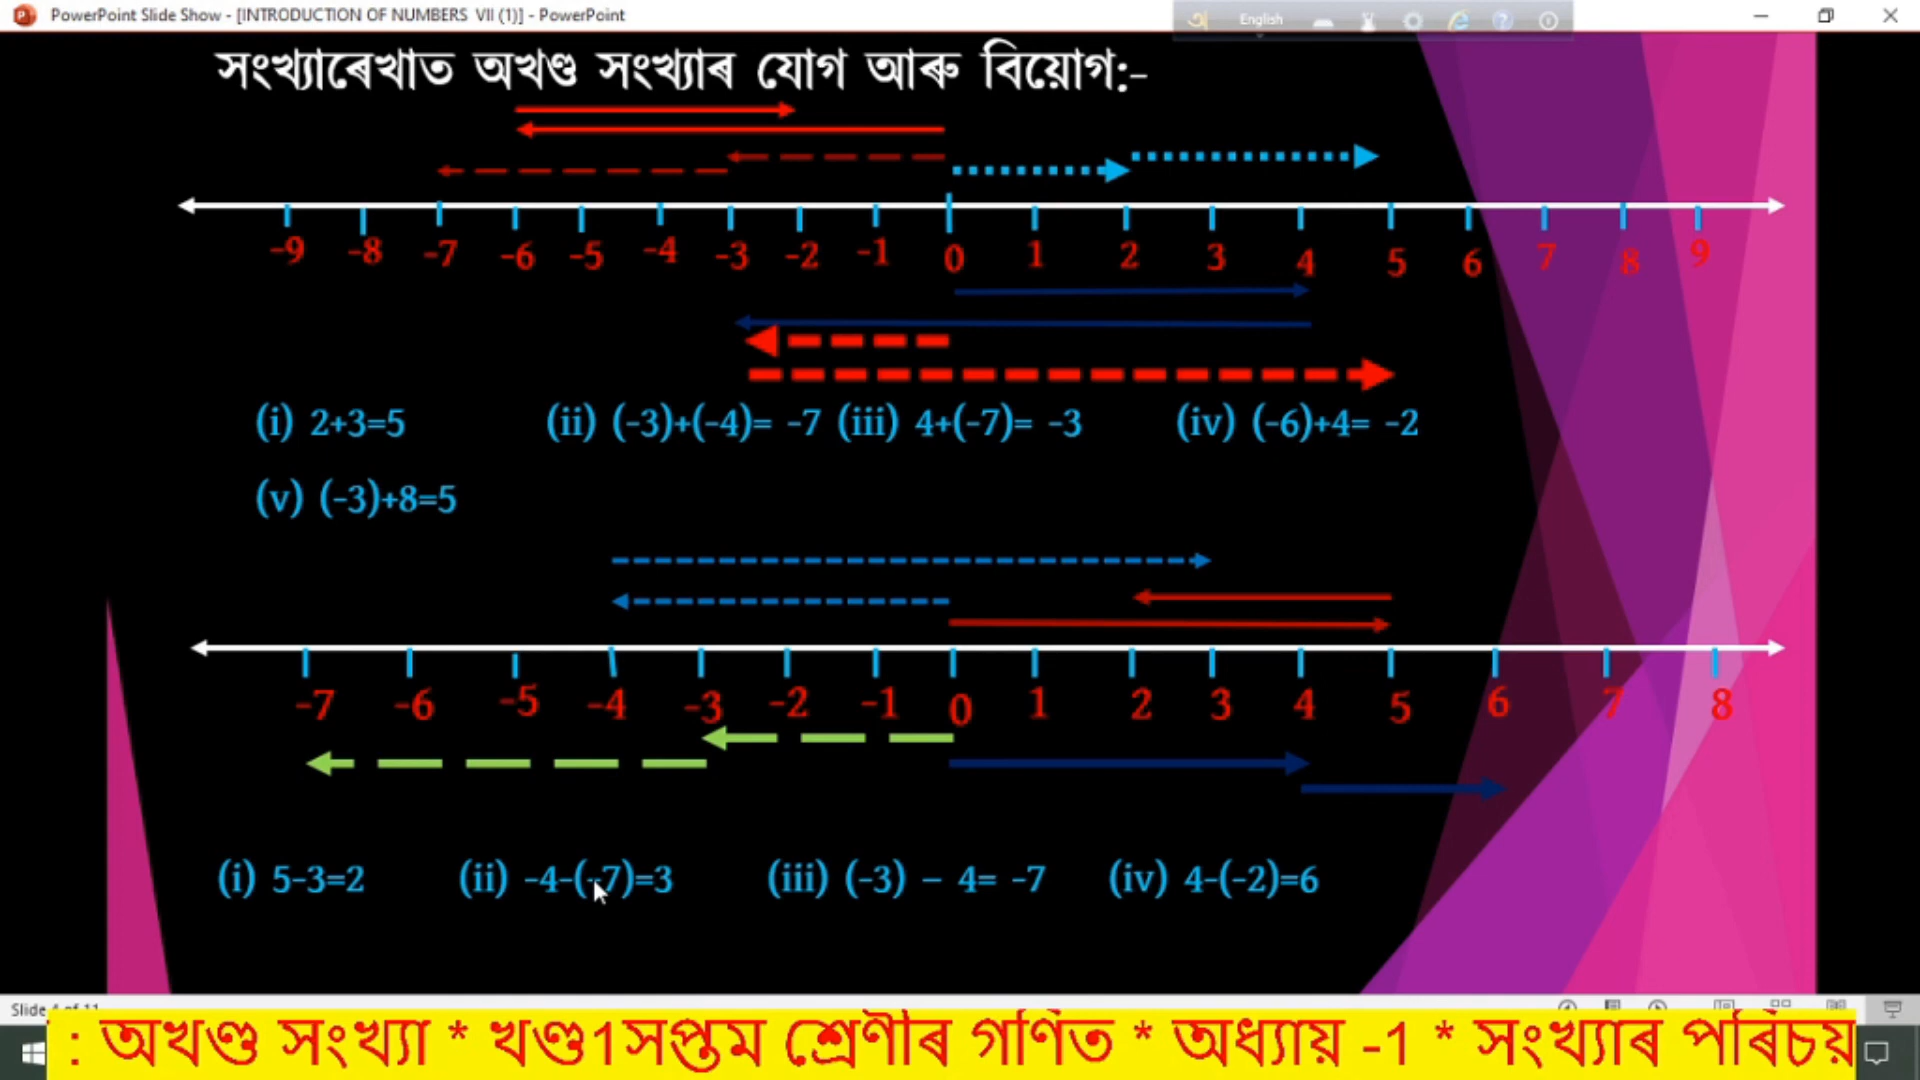 PowerPoint Slide Show - [INTRODUCTION OF NUMBERS VII (1)] - PowerPoint
English
সংখ্যাৰেখাত অখণ্ড সংখ্যাৰ যোগ আৰু বিয়োগ:-
-9 -8 -7 -6 -5 -4 -3 -2 -1 0 1 2 3 4 5 6 7 8 9
(i) 2+3=5 (ii) (-3)+(-4)= -7 (iii) 4+(-7)= -3 (iv) (-6)+4= -2
(v) (-3)+8=5
-7 -6 -5 -4 -3 -2 -1 0 1 2 3 4 5 6 7 8
(i) 5-3=2 (ii) -4-(-7)=3 (iii) (-3) – 4= -7 (iv) 4-(-2)=6
Slide 4 of 11
: অখণ্ড সংখ্যা * খণ্ড1সপ্তম শ্ৰেণীৰ গণিত * অধ্যায় -1 * সংখ্যাৰ পৰিচয়